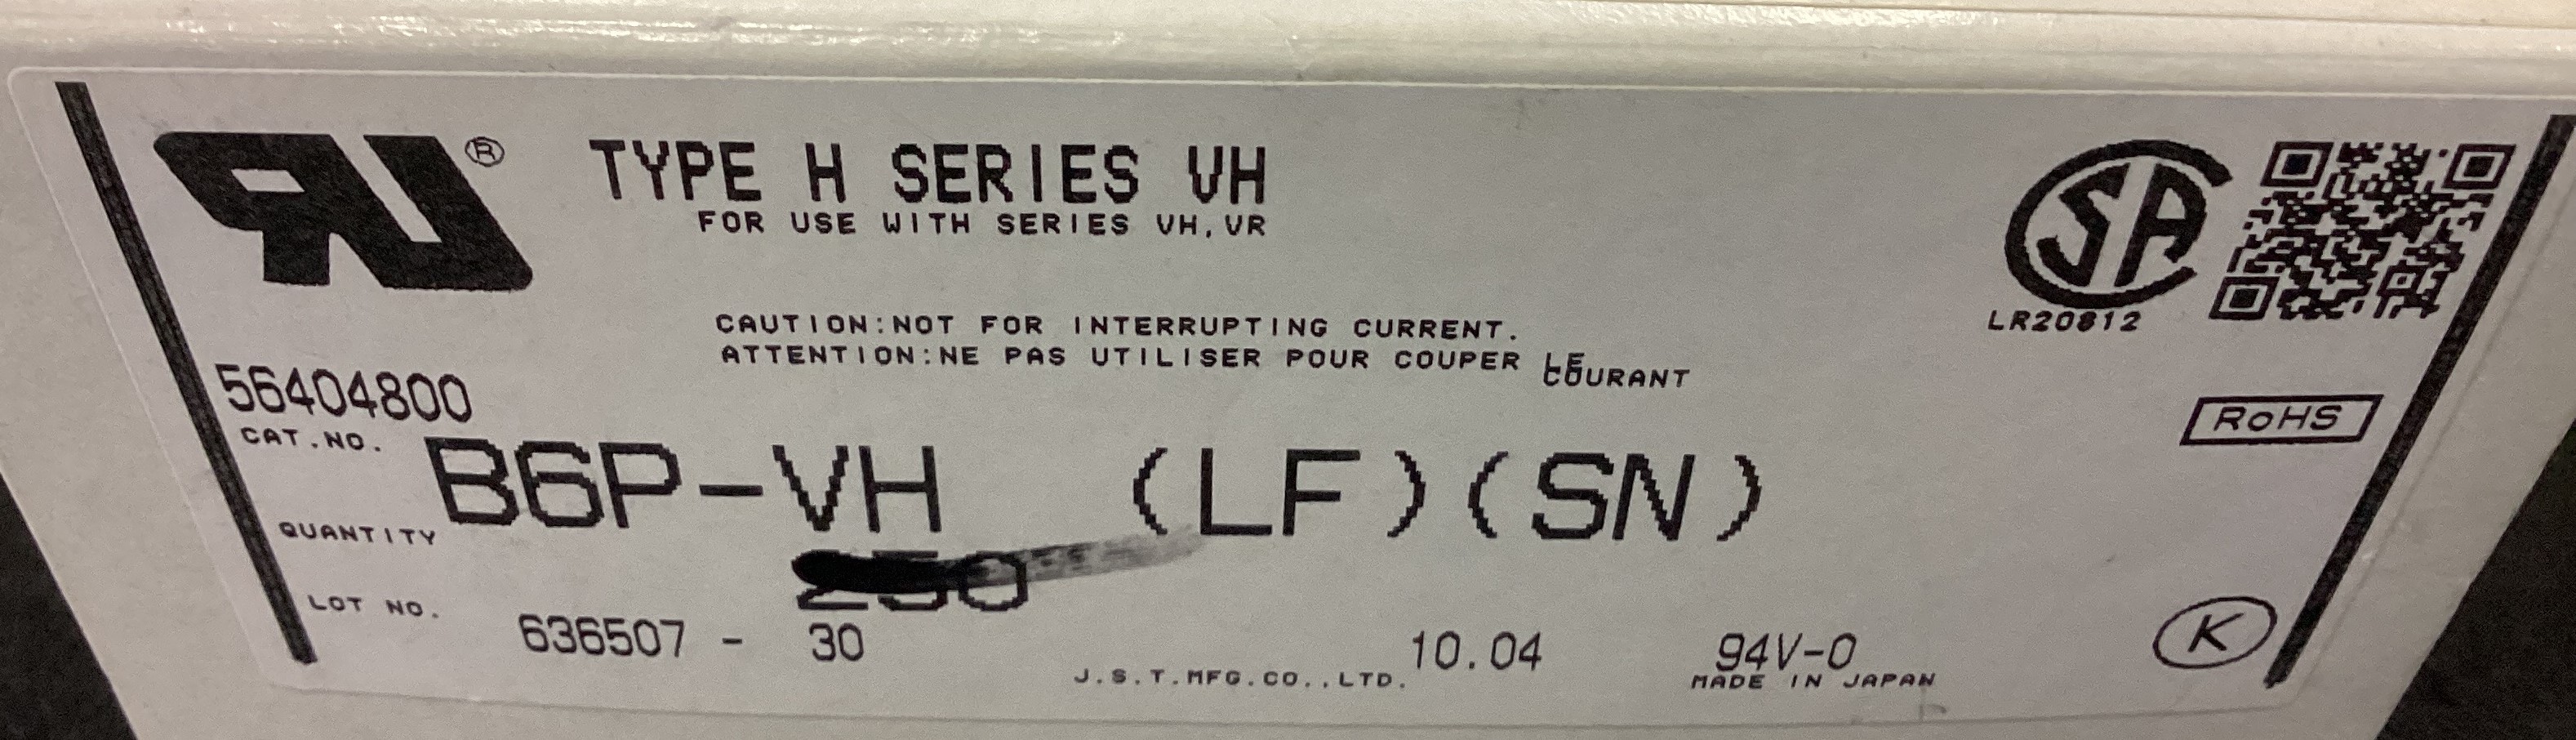 ®
TYPE H SERIES VH
FOR USE WITH SERIES VH,VR
CAUTION:NOT FOR INTERRUPTING CURRENT.
ATTENTION:NE PAS UTILISER POUR COUPER LE
COURANT
SA
LR20812
56404800
RoHS
CAT.NO.
B6P-VH (LF)(SN)
QUANTITY
250
LOT NO.
636507 - 30
10.04
94V-0
K
J.S.T.MFG.CO.,LTD.
MADE IN JAPAN